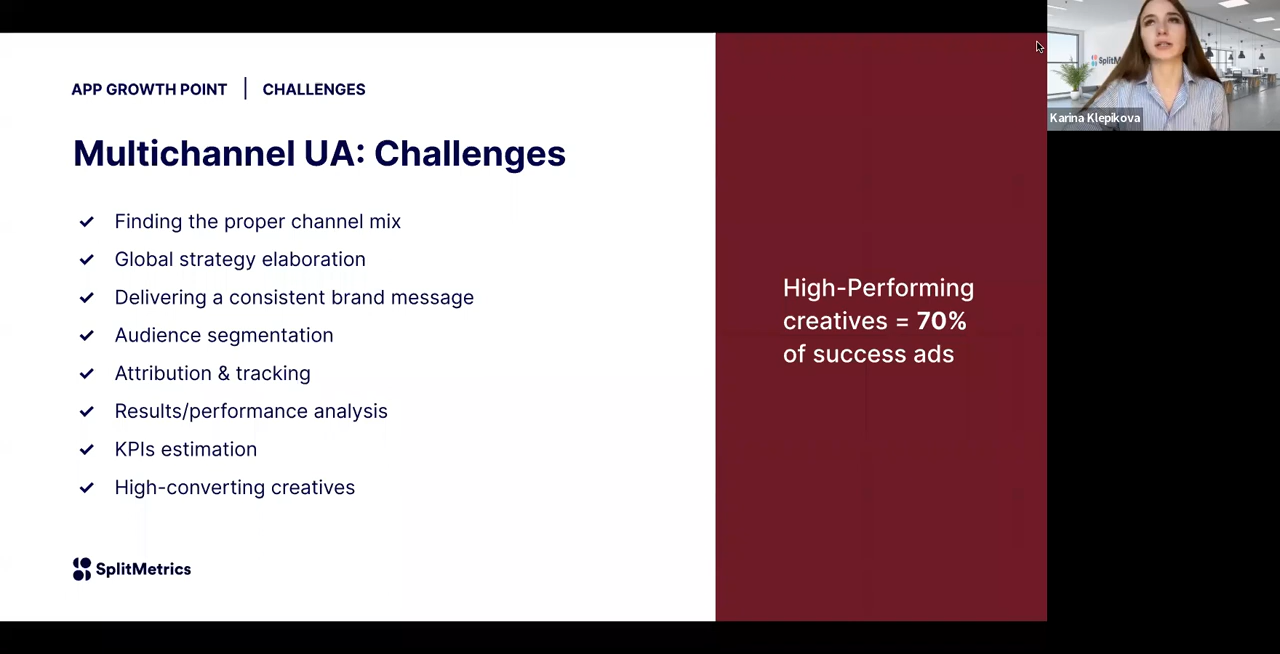 APP GROWTH POINT | CHALLENGES
Multichannel UA: Challenges
Finding the proper channel mix
Global strategy elaboration
Delivering a consistent brand message
Audience segmentation
Attribution & tracking
Results/performance analysis
KPIs estimation
High-converting creatives
SplitMetrics
High-Performing
creatives = 70%
of success ads
SplitM
Karina Klepikova